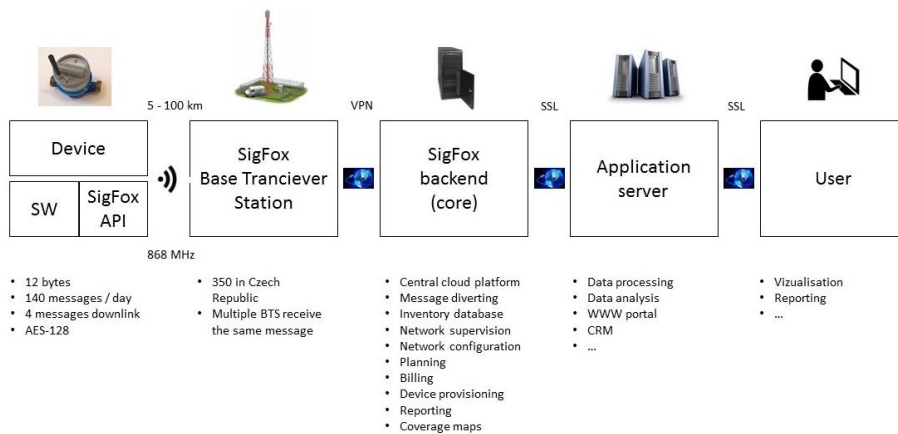 5 - 100 km
VPN
SSL
SSL
Device
SW
SigFox
API
SigFox
Base Tranciever
Station
SigFox
backend
(core)
Application
server
User
868 MHz
• 12 bytes
• 140 messages / day
• 4 messages downlink
• AES-128
• 350 in Czech
Republic
• Multiple BTS receive
the same message
• Central cloud platform
• Message diverting
• Inventory database
• Network supervision
• Network configuration
• Planning
• Billing
• Device provisioning
• Reporting
• Coverage maps
• Data processing
• Data analysis
• WWW portal
• CRM
• ...
• Vizualisation
• Reporting
• ...